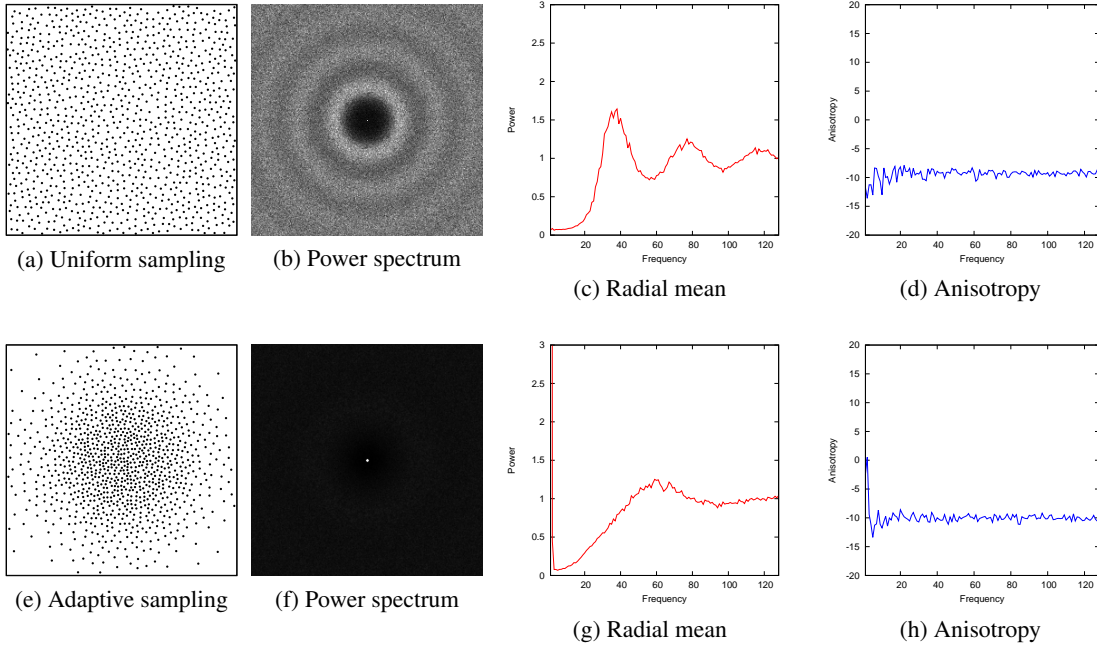 3
2.5
2
1.5
1
0.5
0
20 40 60 80 100 120
Power
Frequency
20
15
10
5
0
-5
-10
-15
-20
20 40 60 80 100 120
Anisotropy
Frequency
(a) Uniform sampling
(b) Power spectrum
(c) Radial mean
(d) Anisotropy
3
2.5
2
1.5
1
0.5
0
20 40 60 80 100 120
Power
Frequency
20
15
10
5
0
-5
-10
-15
-20
20 40 60 80 100 120
Anisotropy
Frequency
(e) Adaptive sampling
(f) Power spectrum
(g) Radial mean
(h) Anisotropy